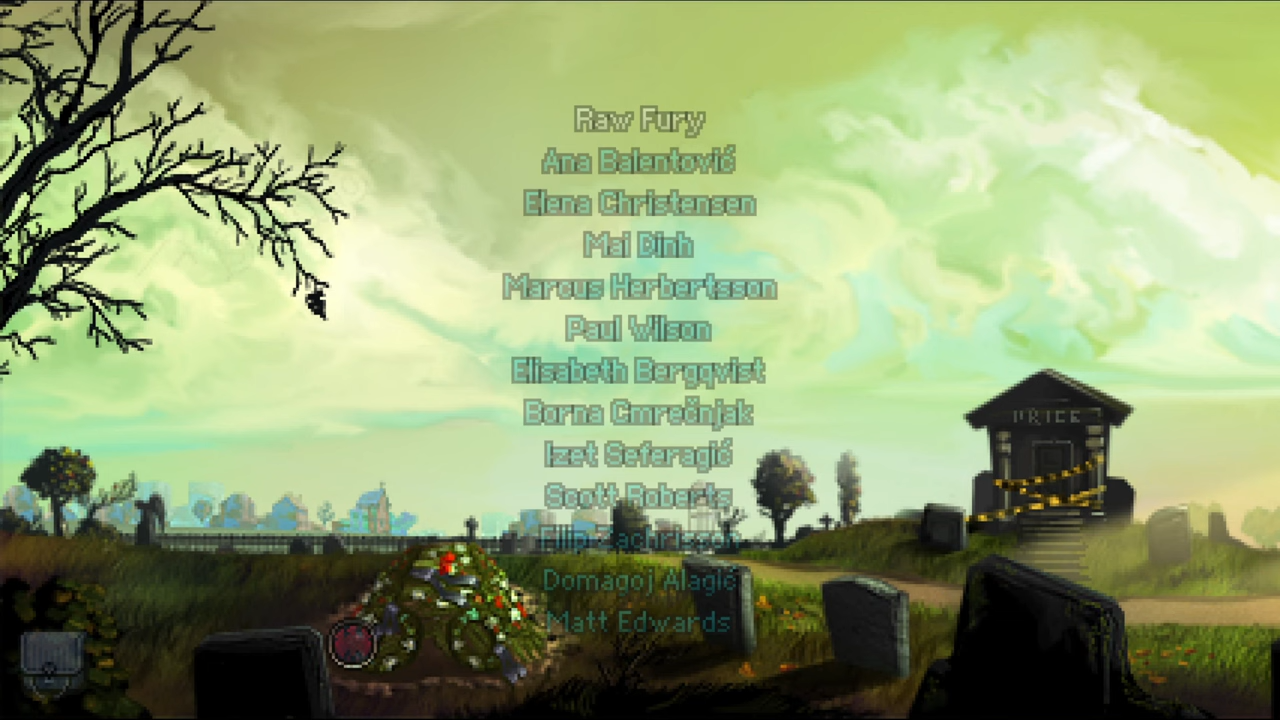 Raw Fury
Ana Balentović
Elena Christensen
Mai Dinh
Marcus Herbertsson
Paul Wilson
Elisabeth Bergqvist
Borna Cmrečnjak
Izet Seferagić
Scott Roberts
Filip
Domagoj Alagić
Matt Edwards
PRICE